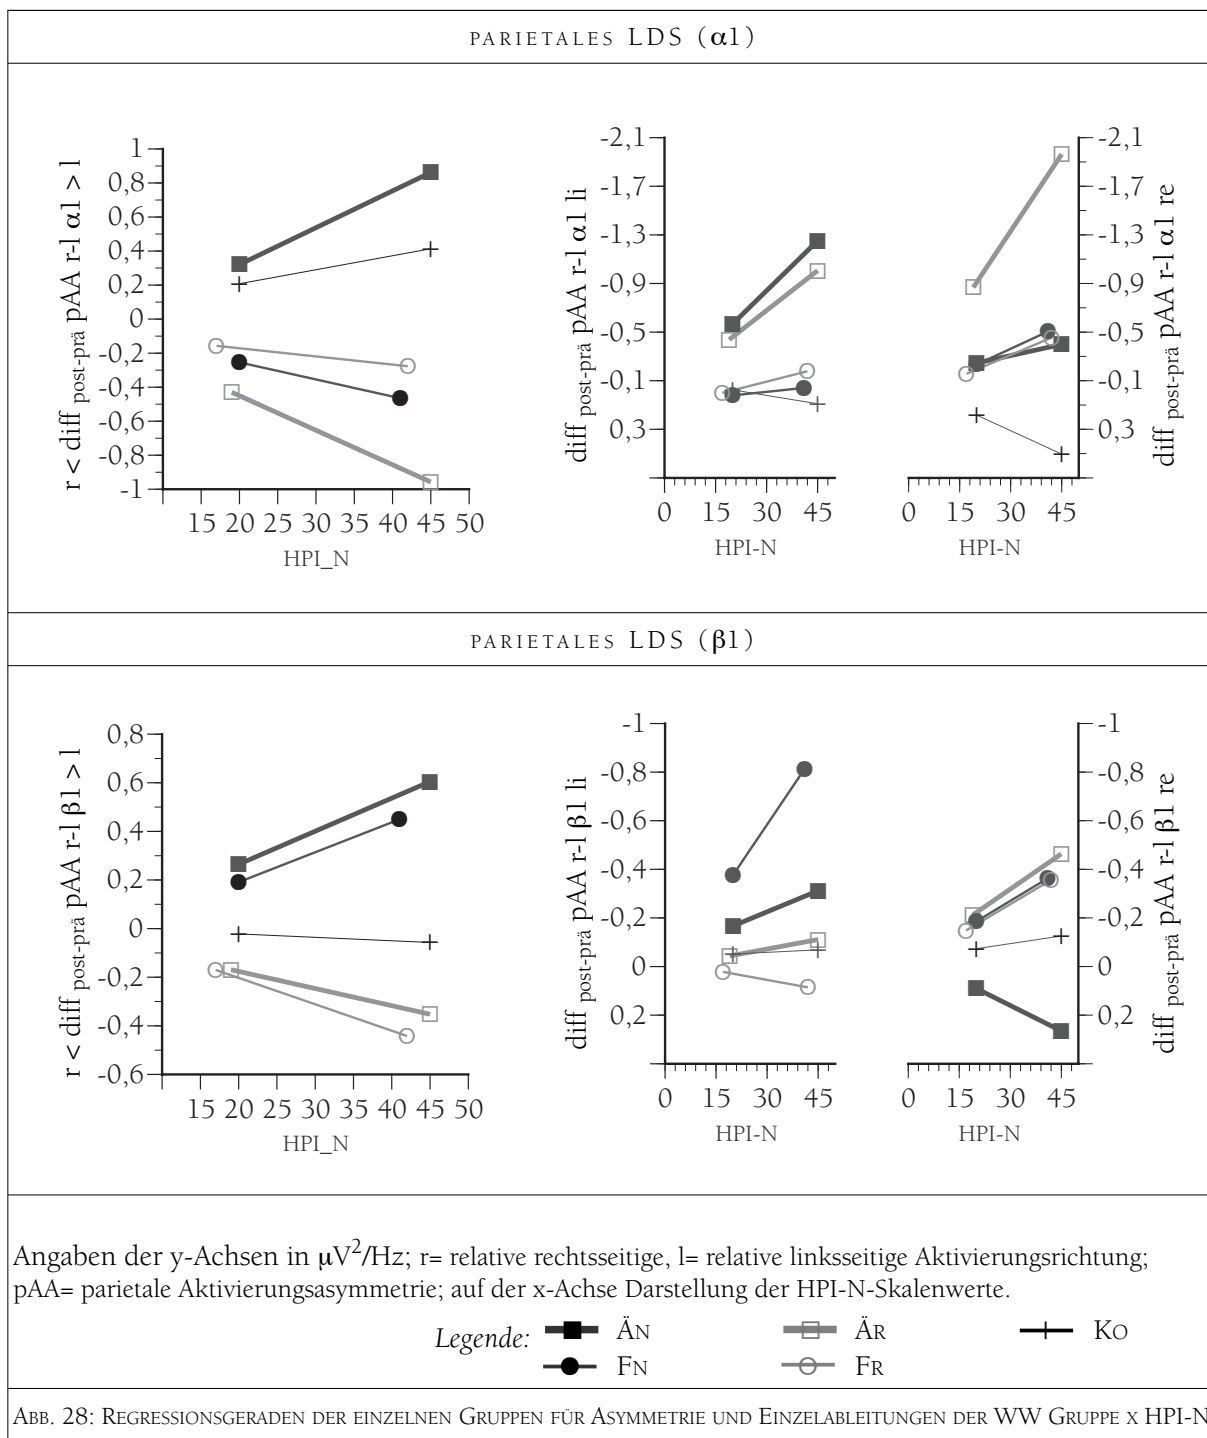 PARIETALES LDS (α1)
r < diff post-prä pAA r-l α1 > l
1
0,8
0,6
0,4
0,2
0
-0,2
-0,4
-0,6
-0,8
-1
15 20 25 30 35 40 45 50
HPI_N
diff post-prä pAA r-l α1 li
-2,1
-1,7
-1,3
-0,9
-0,5
-0,1
0,3
0 15 30 45
HPI-N
0 15 30 45
HPI-N
-2,1
-1,7
-1,3
-0,9
-0,5
-0,1
0,3
diff post-prä pAA r-l α1 re
PARIETALES LDS (β1)
r < diff post-prä pAA r-l β1 > l
0,8
0,6
0,4
0,2
0
-0,2
-0,4
-0,6
15 20 25 30 35 40 45 50
HPI_N
diff post-prä pAA r-l β1 li
-1
-0,8
-0,6
-0,4
-0,2
0
0,2
0 15 30 45
HPI-N
0 15 30 45
HPI-N
-1
-0,8
-0,6
-0,4
-0,2
0
0,2
diff post-prä pAA r-l β1 re
Angaben der y-Achsen in µV²/Hz; r= relative rechtsseitige, l= relative linksseitige Aktivierungsrichtung;
pAA= parietale Aktivierungsasymmetrie; auf der x-Achse Darstellung der HPI-N-Skalenwerte.
Legende: ÄN ÄR KO
FN FR
ABB. 28: REGRESSIONSGERADEN DER EINZELNEN GRUPPEN FÜR ASYMMETRIE UND EINZELABLEITUNGEN DER WW GRUPPE X HPI-N